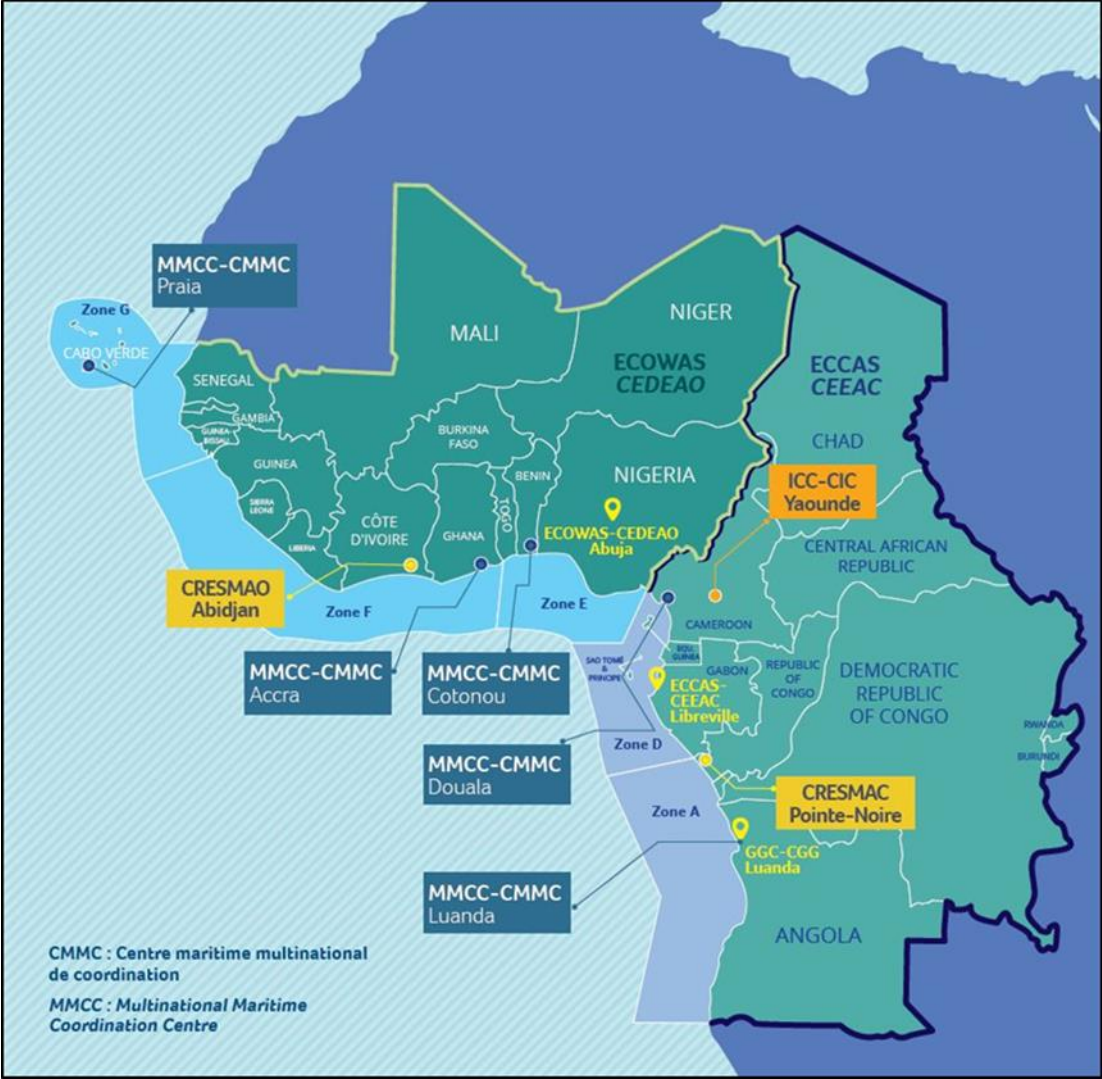 MMCC-CMMC
Praia
Zone G
CABO VERDE
MALI
NIGER
ECOWAS
CEDEAO
ECCAS
CEEAC
CHAD
SENEGAL
GAMBIA
GUINEA
BISSAU
GUINEA
SIERRA
LEONE
LIBERIA
CÔTE
D'IVOIRE
BURKINA
FASO
GHANA
TOGO
BENIN
NIGERIA
ECOWAS-CEDEAO
Abuja
ICC-CIC
Yaounde
CENTRAL AFRICAN
REPUBLIC
CAMEROON
CRESMAO
Abidjan
Zone F
Zone E
MMCC-CMMC
Accra
MMCC-CMMC
Cotonou
SAO TOMÉ
&
PRINCIPE
EQU.
GUINEA
GABON
REPUBLIC
OF
CONGO
DEMOCRATIC
REPUBLIC
OF CONGO
RWANDA
BURUNDI
ECCAS-
CEEAC
Libreville
Zone D
MMCC-CMMC
Douala
CRESMAC
Pointe-Noire
Zone A
GGC-CGG
Luanda
MMCC-CMMC
Luanda
ANGOLA
CMMC : Centre maritime multinational
de coordination
MMCC : Multinational Maritime
Coordination Centre